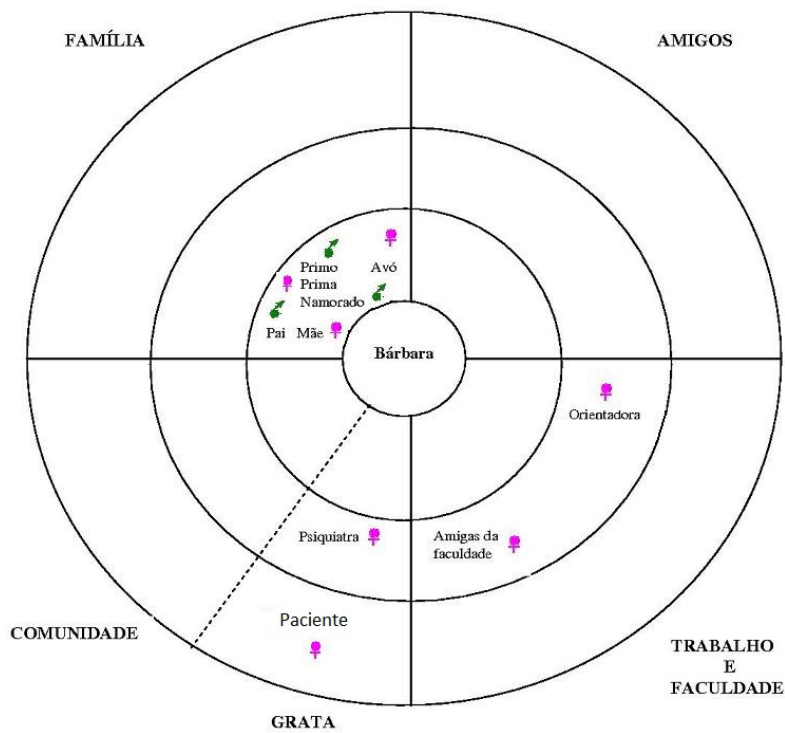 FAMÍLIA
AMIGOS
Primo
Avó
Prima
Namorado
Pai
Mãe
Bárbara
Orientadora
Psiquiatra
Amigas da
faculdade
Paciente
COMUNIDADE
TRABALHO
E
FACULDADE
GRATA